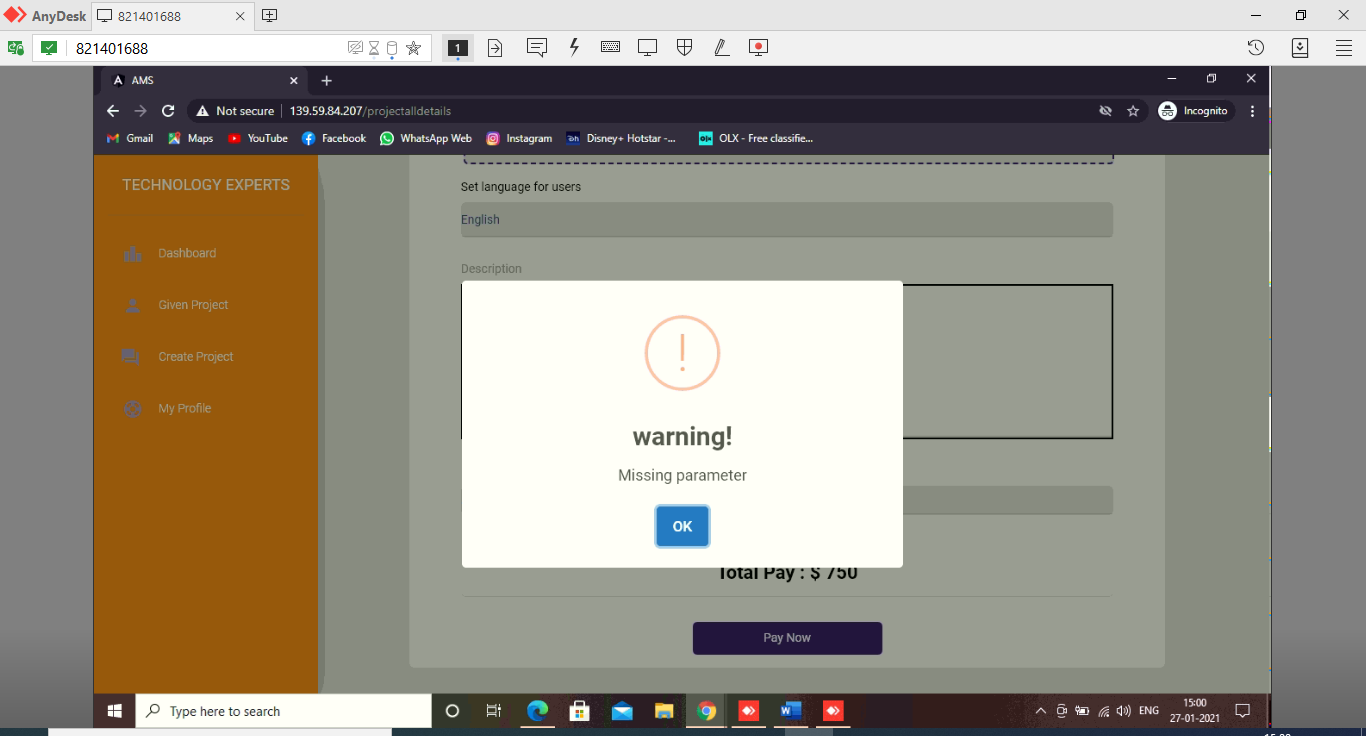 AnyDesk
821401688
821401688
1
AMS
Not secure 139.59.84.207/projectalldetails
Incognito
Gmail Maps YouTube Facebook WhatsApp Web Instagram Disney+ Hotstar -... OLX - Free classifie...
TECHNOLOGY EXPERTS
Dashboard
Given Project
Create Project
My Profile
Set language for users
English
Description
warning!
Missing parameter
OK
Total Pay : $ 750
Pay Now
Type here to search
ENG
15:00
27-01-2021